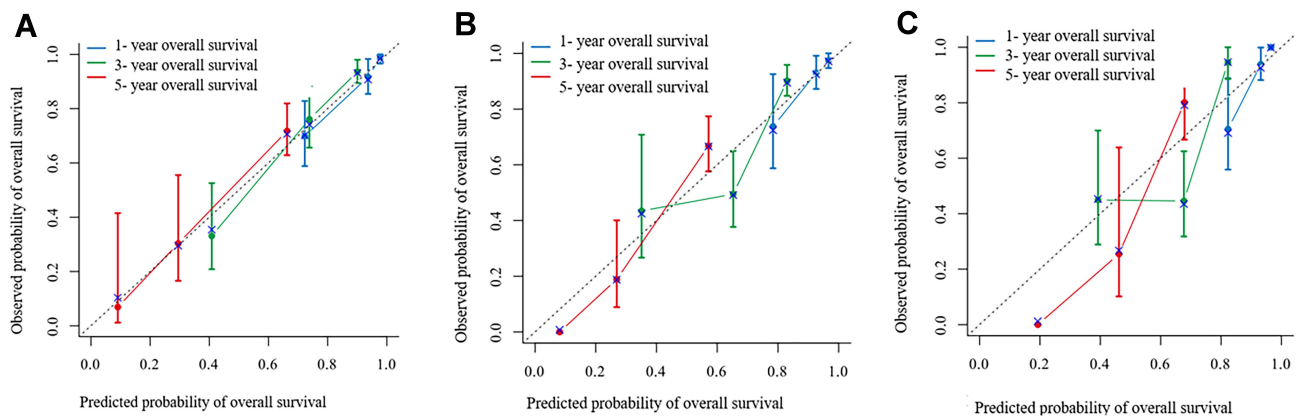 A
1- year overall survival
3- year overall survival
5- year overall survival
Observed probability of overall survival
1.0
0.8
0.6
0.4
0.2
0.0
0.0 0.2 0.4 0.6 0.8 1.0
Predicted probability of overall survival
B
1- year overall survival
3- year overall survival
5- year overall survival
Observed probability of overall survival
1.0
0.8
0.6
0.4
0.2
0.0
0.0 0.2 0.4 0.6 0.8 1.0
Predicted probability of overall survival
C
1- year overall survival
3- year overall survival
5- year overall survival
Observed probability of overall survival
1.0
0.8
0.6
0.4
0.2
0.0
0.0 0.2 0.4 0.6 0.8 1.0
Predicted probability of overall survival